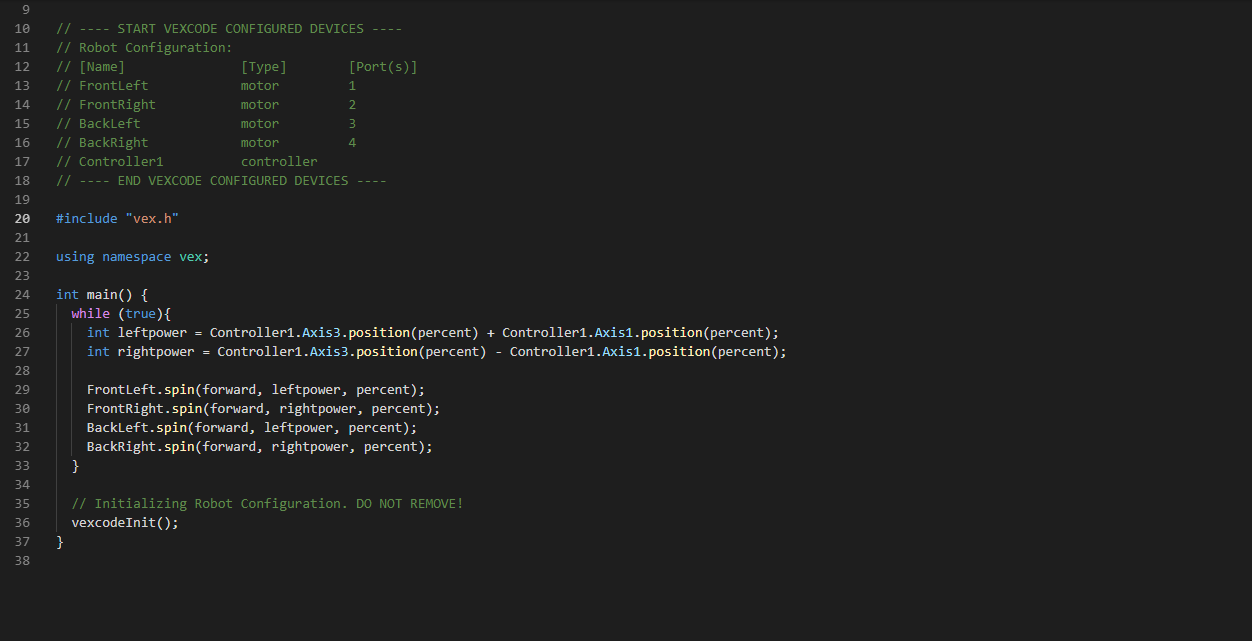 9
10 // ---- START VEXCODE CONFIGURED DEVICES ----
11 // Robot Configuration:
12 // [Name]               [Type]        [Port(s)]
13 // FrontLeft            motor         1
14 // FrontRight           motor         2
15 // BackLeft             motor         3
16 // BackRight            motor         4
17 // Controller1          controller
18 // ---- END VEXCODE CONFIGURED DEVICES ----
19
20 #include "vex.h"
21
22 using namespace vex;
23
24 int main() {
25   while (true){
26     int leftpower = Controller1.Axis3.position(percent) + Controller1.Axis1.position(percent);
27     int rightpower = Controller1.Axis3.position(percent) - Controller1.Axis1.position(percent);
28
29     FrontLeft.spin(forward, leftpower, percent);
30     FrontRight.spin(forward, rightpower, percent);
31     BackLeft.spin(forward, leftpower, percent);
32     BackRight.spin(forward, rightpower, percent);
33   }
34
35   // Initializing Robot Configuration. DO NOT REMOVE!
36   vexcodeInit();
37 }
38